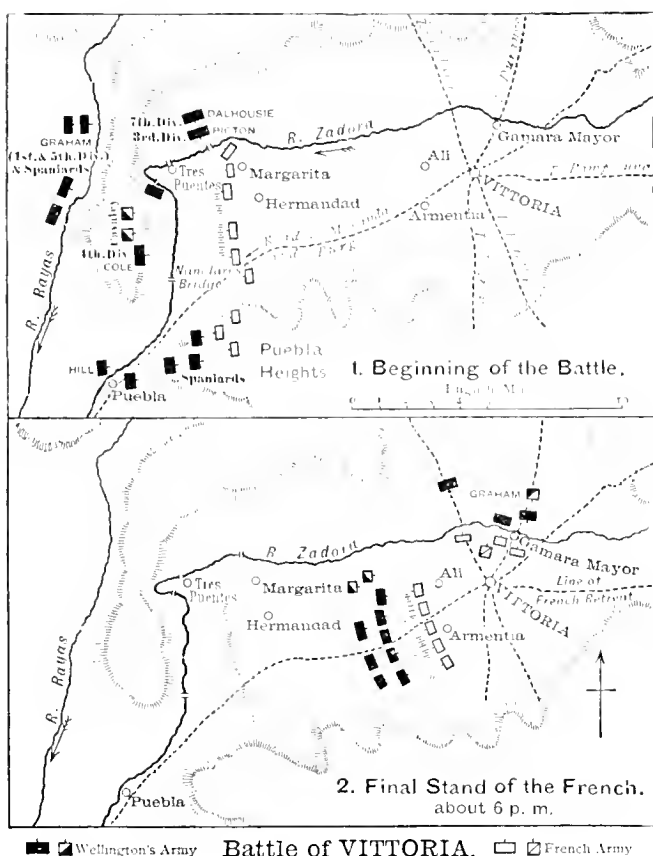 7th. Div. DALHOUSIE
3rd. Div. PICTON
GRAHAM
(1st. & 5th. Div.)
& Spaniards
R. Zadora
Gamara Mayor
Tres
Puentes
Margarita
Ali
VITTORIA
Hermandad
Armentia
Cavalry
4th. Div.
COLE
Nanclares
Bridge
R. Rayas
HILL
Puebla
Spaniards
Puebla
Heights
1. Beginning of the Battle.
GRAHAM
R. Zadora
Gamara Mayor
Tres
Puentes
Margarita
Ali
VITTORIA
Line of
French Retreat
Hermandad
Armentia
R. Rayas
Puebla
2. Final Stand of the French.
about 6 p. m.
Wellington's Army Battle of VITTORIA. French Army